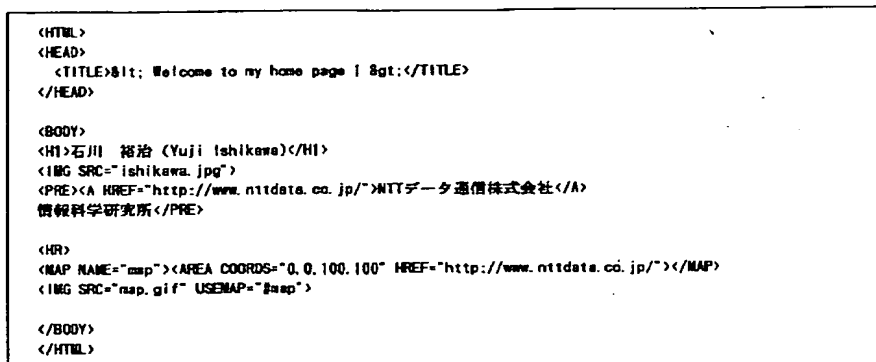 <HTML>
<HEAD>
<TITLE>&lt; Welcome to my home page ! &gt;</TITLE>
</HEAD>
<BODY>
<H1>石川 裕治 (Yuji Ishikawa)</H1>
<IMG SRC="ishikawa.jpg">
<PRE><A HREF="http://www.nttdata.co.jp/">NTTデータ通信株式会社</A>
情報科学研究所</PRE>
<HR>
<MAP NAME="map"><AREA COORDS="0,0,100,100" HREF="http://www.nttdata.co.jp/"></MAP>
<IMG SRC="map.gif" USEMAP="#map">
</BODY>
</HTML>